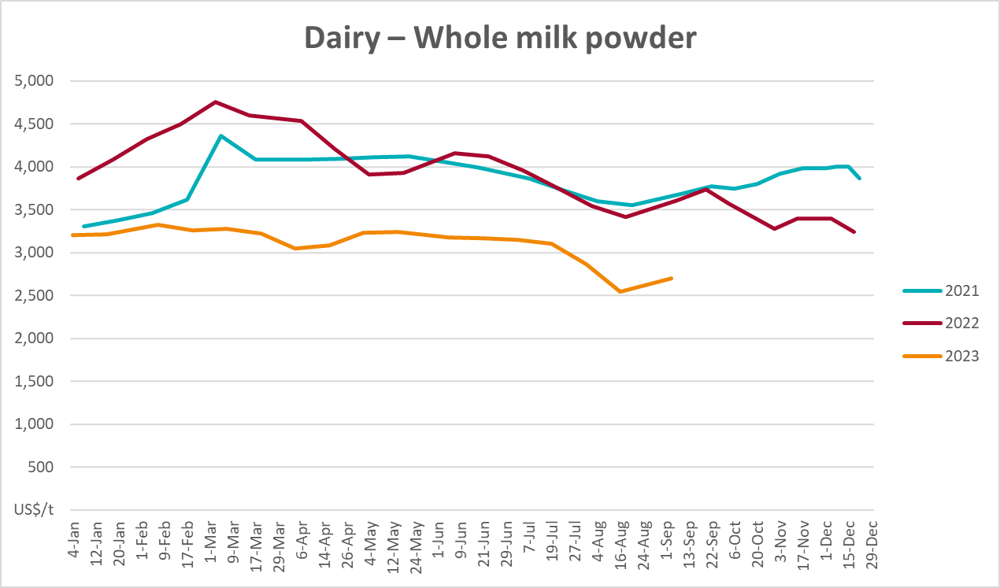 Dairy – Whole milk powder
5,000
4,500
4,000
3,500
3,000
2,500
2,000
1,500
1,000
500
US$/t
4-Jan
12-Jan
20-Jan
1-Feb
9-Feb
17-Feb
1-Mar
9-Mar
17-Mar
29-Mar
6-Apr
14-Apr
26-Apr
4-May
12-May
24-May
1-Jun
9-Jun
21-Jun
29-Jun
7-Jul
19-Jul
27-Jul
4-Aug
16-Aug
24-Aug
1-Sep
13-Sep
22-Sep
6-Oct
20-Oct
3-Nov
17-Nov
1-Dec
15-Dec
29-Dec
2021
2022
2023